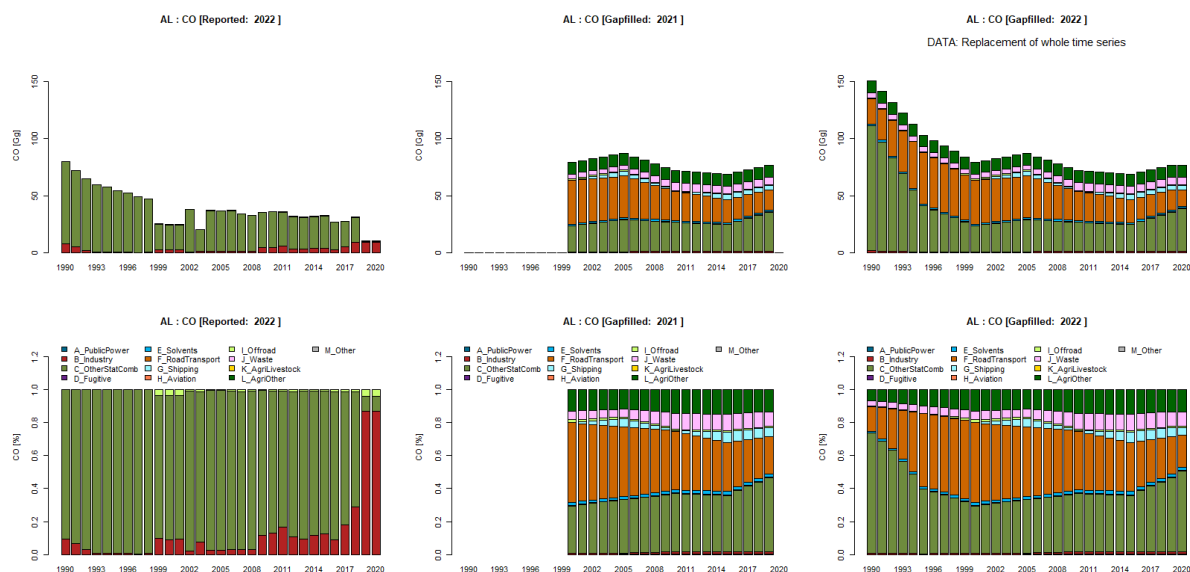 AL : CO [Reported: 2022 ]
AL : CO [Gapfilled: 2021 ]
AL : CO [Gapfilled: 2022 ]
DATA: Replacement of whole time series
CO [Gg]
150
100
50
0
1990 1993 1996 1999 2002 2005 2008 2011 2014 2017 2020
CO [Gg]
150
100
50
0
1990 1993 1996 1999 2002 2005 2008 2011 2014 2017 2020
CO [Gg]
150
100
50
0
1990 1993 1996 1999 2002 2005 2008 2011 2014 2017 2020
AL : CO [Reported: 2022 ]
A_PublicPower E_Solvents I_Offroad M_Other
B_Industry F_RoadTransport J_Waste
C_OtherStatComb G_Shipping K_AgriLivestock
D_Fugitive H_Aviation L_AgriOther
CO [%]
1.2
1.0
0.8
0.6
0.4
0.2
0.0
1990 1993 1996 1999 2002 2005 2008 2011 2014 2017 2020
AL : CO [Gapfilled: 2021 ]
A_PublicPower E_Solvents I_Offroad M_Other
B_Industry F_RoadTransport J_Waste
C_OtherStatComb G_Shipping K_AgriLivestock
D_Fugitive H_Aviation L_AgriOther
CO [%]
1.2
1.0
0.8
0.6
0.4
0.2
0.0
1990 1993 1996 1999 2002 2005 2008 2011 2014 2017 2020
AL : CO [Gapfilled: 2022 ]
A_PublicPower E_Solvents I_Offroad M_Other
B_Industry F_RoadTransport J_Waste
C_OtherStatComb G_Shipping K_AgriLivestock
D_Fugitive H_Aviation L_AgriOther
CO [%]
1.2
1.0
0.8
0.6
0.4
0.2
0.0
1990 1993 1996 1999 2002 2005 2008 2011 2014 2017 2020